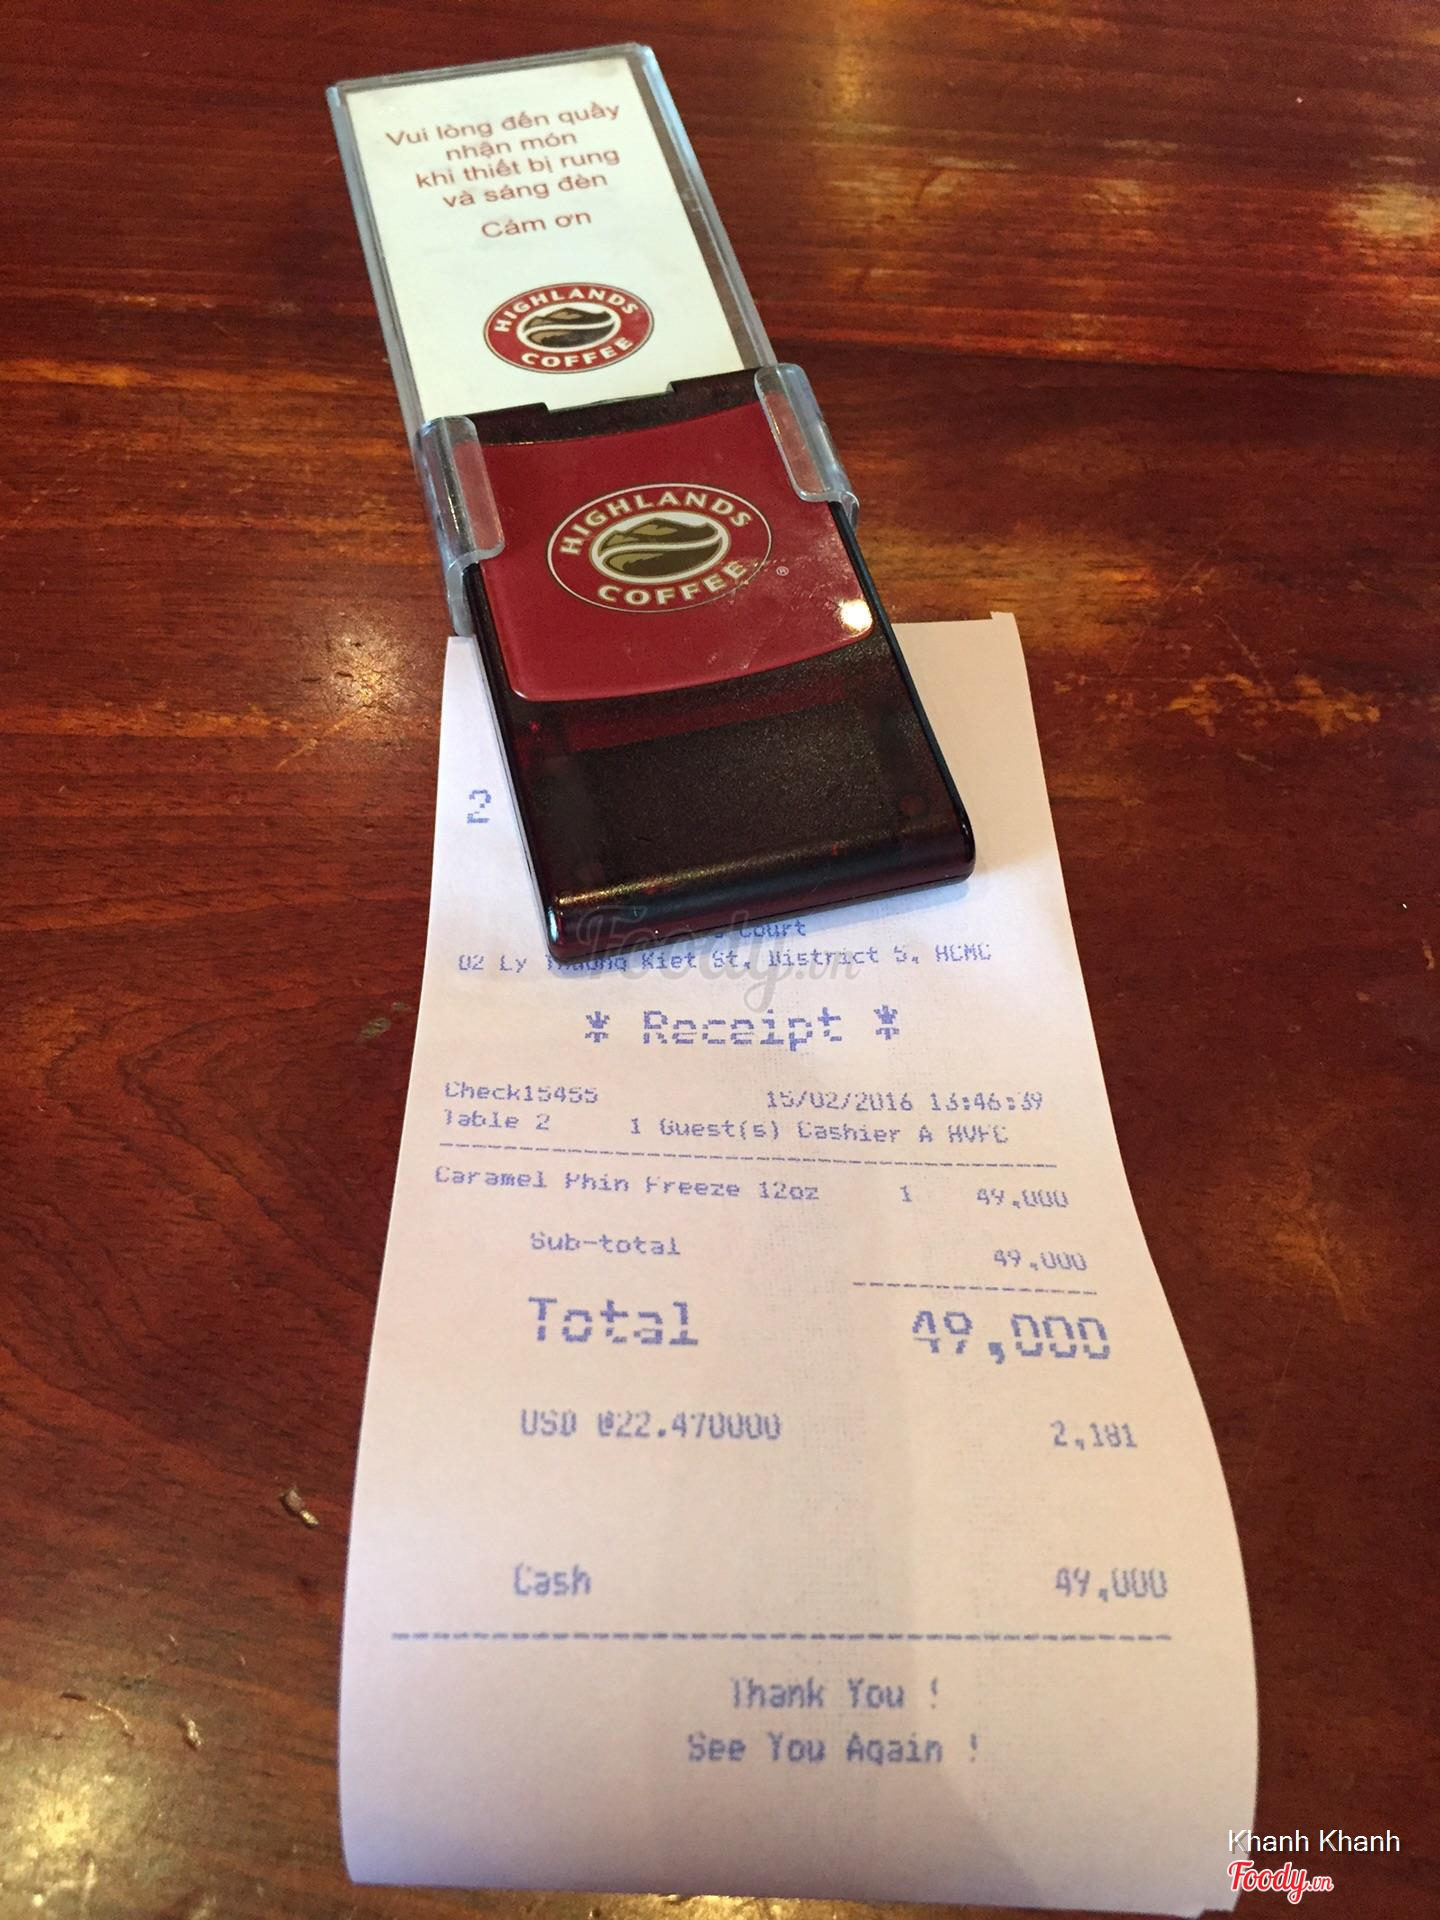 Vui lòng đến quầy
nhận món
khi thiết bị rung
và sáng đèn
Cảm ơn
HIGHLANDS
COFFEE
HIGHLANDS
COFFEE ®
2
Court
02 Ly Thuong Kiet St, District 5, HCMC
* Receipt *
Check15455 15/02/2016 13:46:39
Table 2 1 Guest(s) Cashier A HVFC
Caramel Phin Freeze 12oz 1 49,000
Sub-total 49,000
Total 49,000
USD @22.470000 2,181
Cash 49,000
Thank You !
See You Again !
Foody.vn
Khanh Khanh
Foody.vn